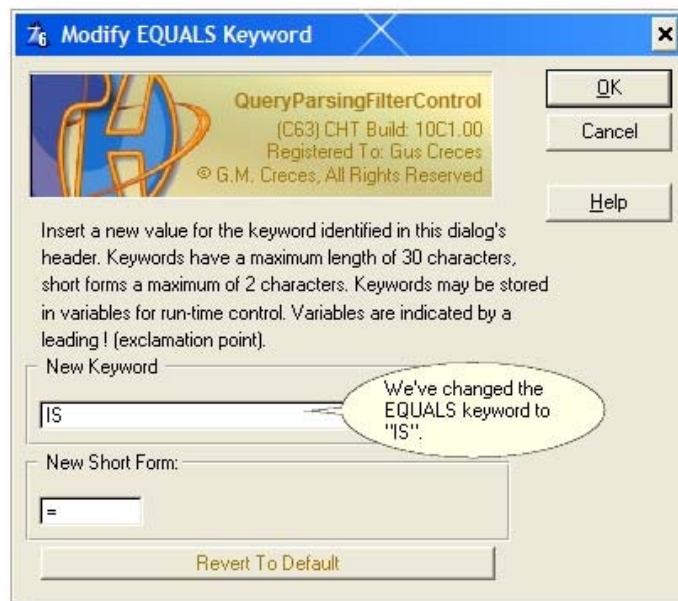 Modify EQUALS Keyword
QueryParsingFilterControl
(C63) CHT Build: 10C1.00
Registered To: Gus Creces
© G.M. Creces, All Rights Reserved
OK
Cancel
Help
Insert a new value for the keyword identified in this dialog's
header. Keywords have a maximum length of 30 characters,
short forms a maximum of 2 characters. Keywords may be stored
in variables for run-time control. Variables are indicated by a
leading ! (exclamation point).
New Keyword
IS
We've changed the
EQUALS keyword to
"IS".
New Short Form:
=
Revert To Default